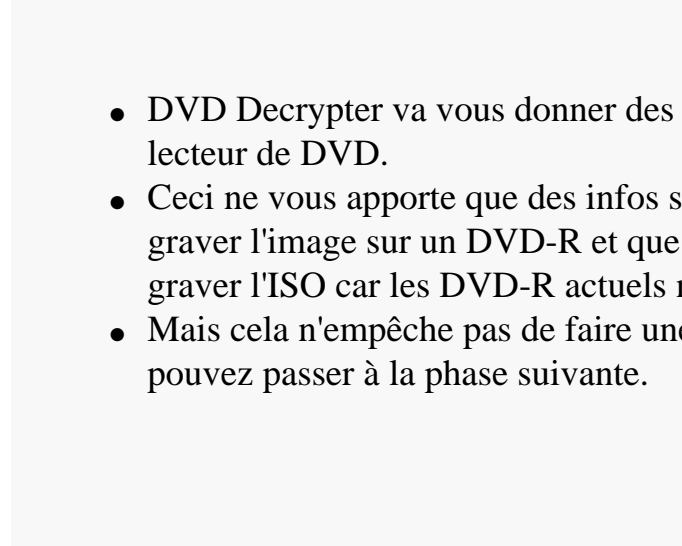 DVD Decrypter va vous donner des
lecteur de DVD.
Ceci ne vous apporte que des infos
graver l'image sur un DVD-R et que
graver l'ISO car les DVD-R actuels
Mais cela n'empêche pas de faire une
pouvez passer à la phase suivante.